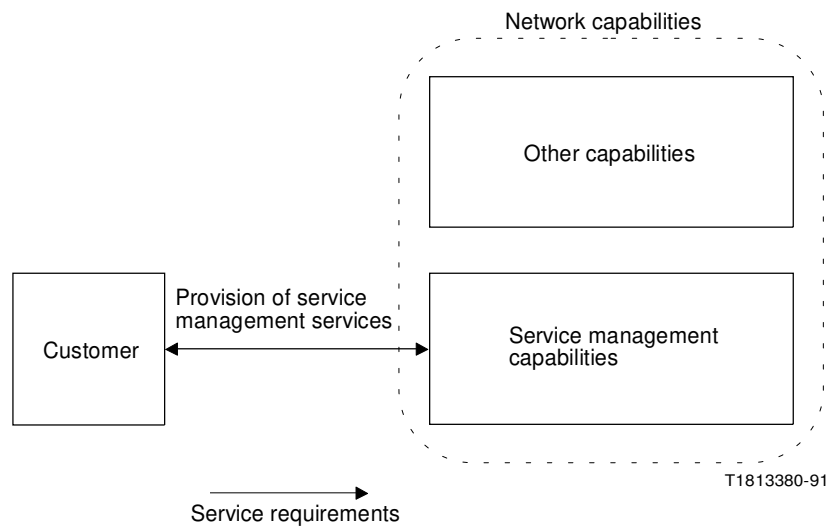 Network capabilities
Other capabilities
Provision of service
management services
Customer
Service management
capabilities
T1813380-91
Service requirements